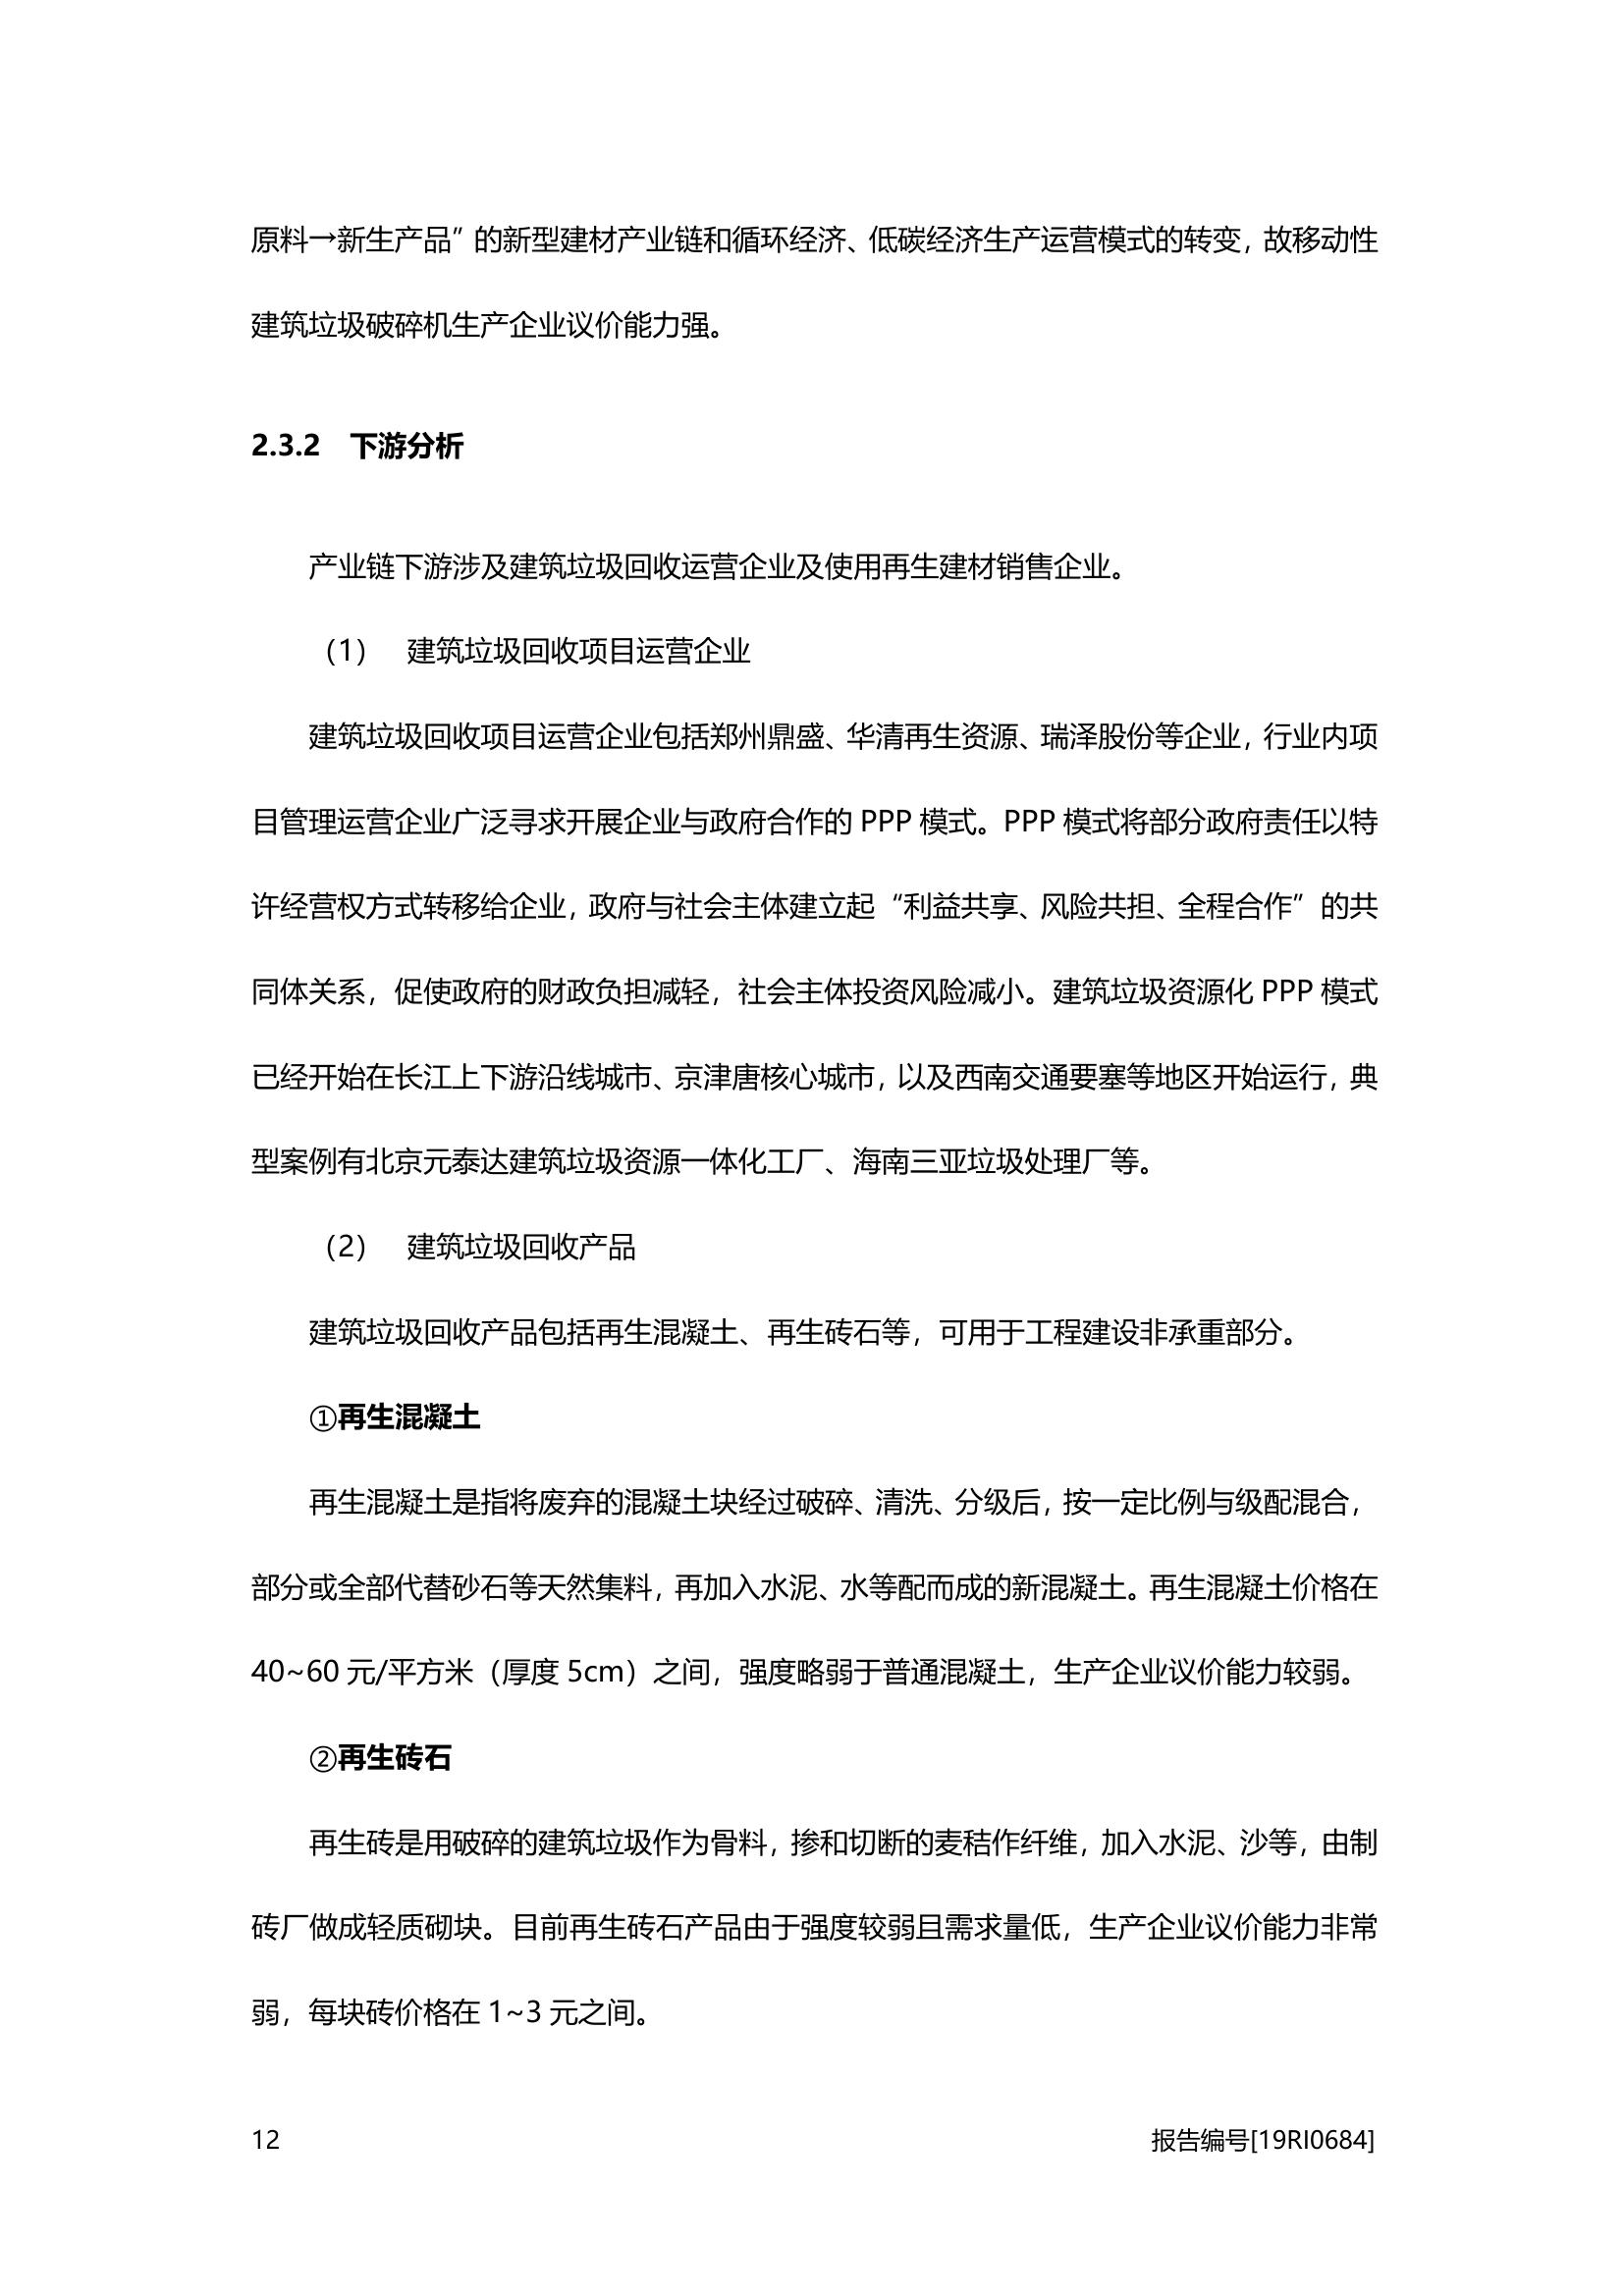 原料→新生产品”的新型建材产业链和循环经济、低碳经济生产运营模式的转变，故移动性
建筑垃圾破碎机生产企业议价能力强。
2.3.2 下游分析
产业链下游涉及建筑垃圾回收运营企业及使用再生建材销售企业。
（1） 建筑垃圾回收项目运营企业
建筑垃圾回收项目运营企业包括郑州鼎盛、华清再生资源、瑞泽股份等企业，行业内项
目管理运营企业广泛寻求开展企业与政府合作的 PPP 模式。PPP 模式将部分政府责任以特
许经营权方式转移给企业，政府与社会主体建立起“利益共享、风险共担、全程合作”的共
同体关系，促使政府的财政负担减轻，社会主体投资风险减小。建筑垃圾资源化 PPP 模式
已经开始在长江上下游沿线城市、京津唐核心城市，以及西南交通要塞等地区开始运行，典
型案例有北京元泰达建筑垃圾资源一体化工厂、海南三亚垃圾处理厂等。
（2） 建筑垃圾回收产品
建筑垃圾回收产品包括再生混凝土、再生砖石等，可用于工程建设非承重部分。
①再生混凝土
再生混凝土是指将废弃的混凝土块经过破碎、清洗、分级后，按一定比例与级配混合，
部分或全部代替砂石等天然集料，再加入水泥、水等配而成的新混凝土。再生混凝土价格在
40~60 元/平方米（厚度 5cm）之间，强度略弱于普通混凝土，生产企业议价能力较弱。
②再生砖石
再生砖是用破碎的建筑垃圾作为骨料，掺和切断的麦秸作纤维，加入水泥、沙等，由制
砖厂做成轻质砌块。目前再生砖石产品由于强度较弱且需求量低，生产企业议价能力非常
弱，每块砖价格在 1~3 元之间。
12 报告编号[19RI0684]